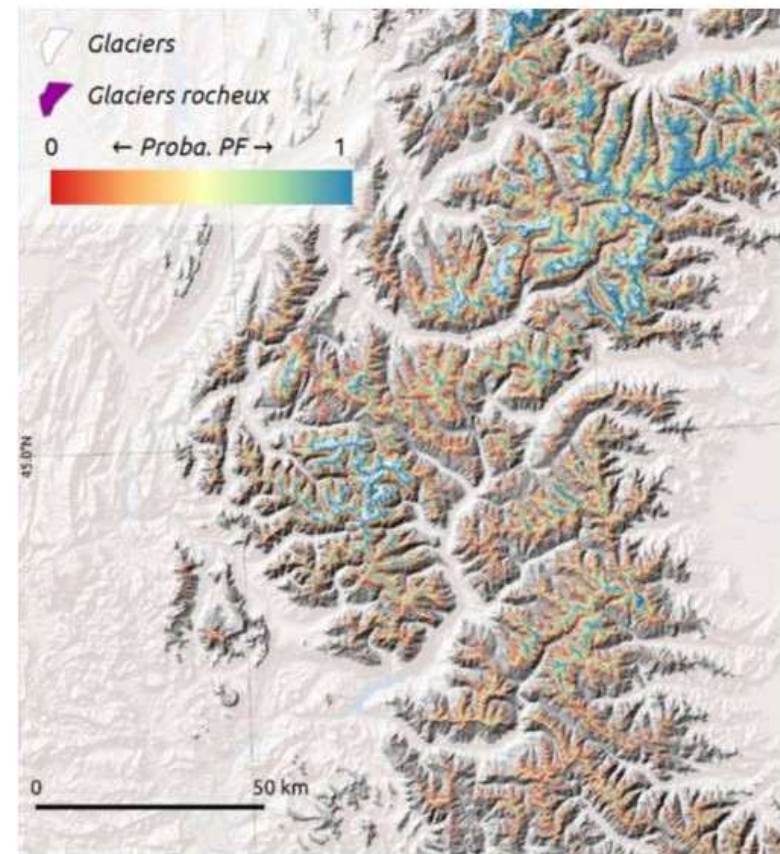 Glaciers
Glaciers rocheux
0 ← Proba. PF → 1
45.0°N
0 50 km